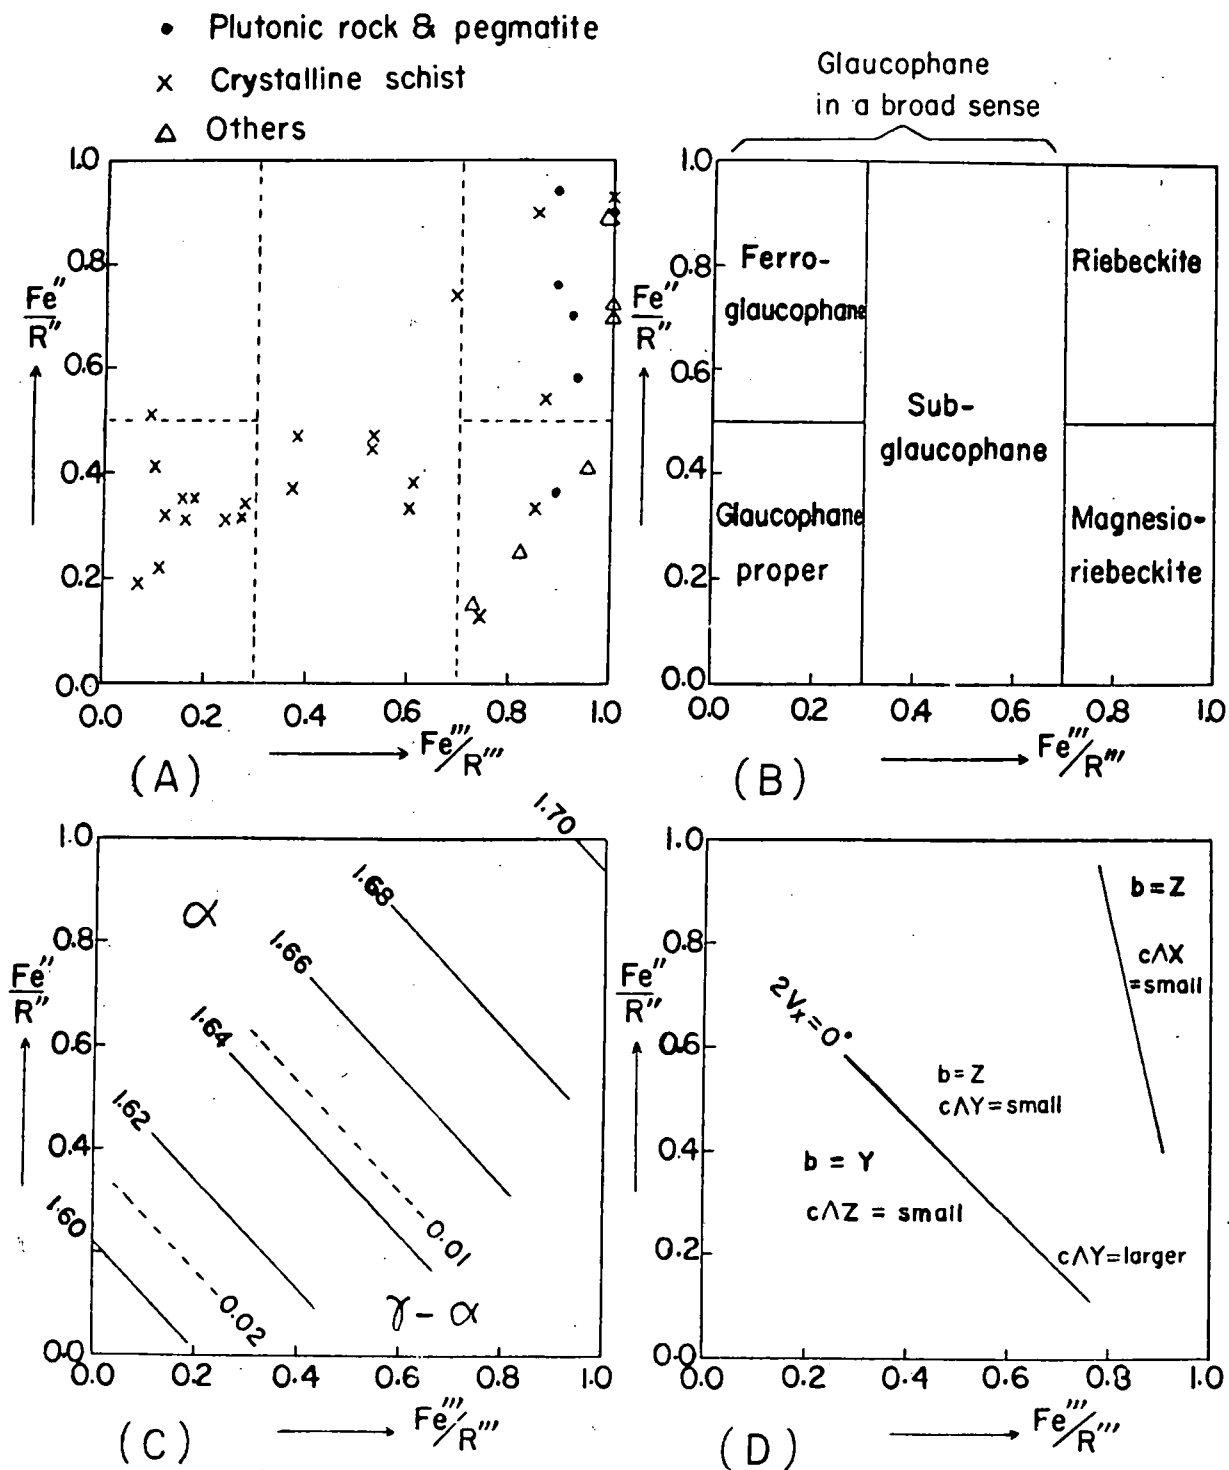 • Plutonic rock & pegmatite
× Crystalline schist
△ Others
1.0
0.8
0.6
0.4
0.2
0.0
Fe″
R″
0.0 0.2 0.4 0.6 0.8 1.0
Fe‴/R‴
(A)
Glaucophane
in a broad sense
1.0
0.8
0.6
0.4
0.2
0.0
Fe″
R″
Ferro-
glaucophane
Glaucophane
proper
Sub-
glaucophane
Riebeckite
Magnesio-
riebeckite
0.0 0.2 0.4 0.6 0.8 1.0
Fe‴/R‴
(B)
1.0
0.8
0.6
0.4
0.2
0.0
Fe″
R″
α
1.70
1.68
1.66
1.64
1.62
1.60
0.01
0.02
γ - α
0.0 0.2 0.4 0.6 0.8 1.0
Fe‴/R‴
(C)
1.0
0.8
0.6
0.4
0.2
0.0
Fe″
R″
2Vx=0°
b=Z
c∧X
=small
b=Z
c∧Y=small
b = Y
c∧Z = small
c∧Y=larger
0.0 0.2 0.4 0.6 0.8 1.0
Fe‴/R‴
(D)